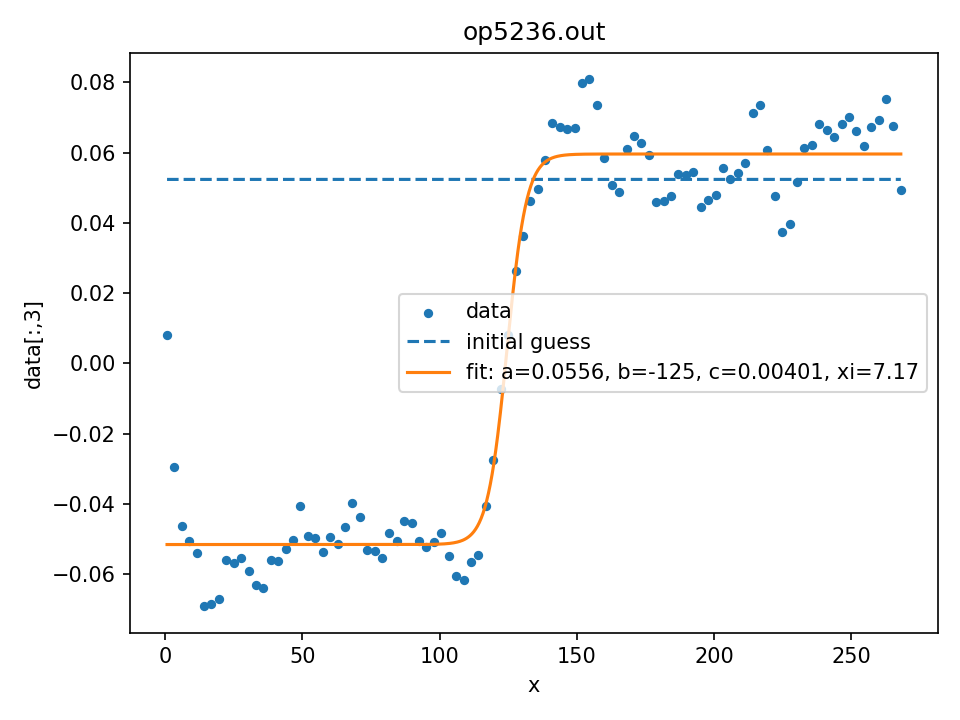 op5236.out
0.08
0.06
0.04
0.02
0.00
−0.02
−0.04
−0.06
data[:,3]
data
initial guess
fit: a=0.0556, b=-125, c=0.00401, xi=7.17
0 50 100 150 200 250
x